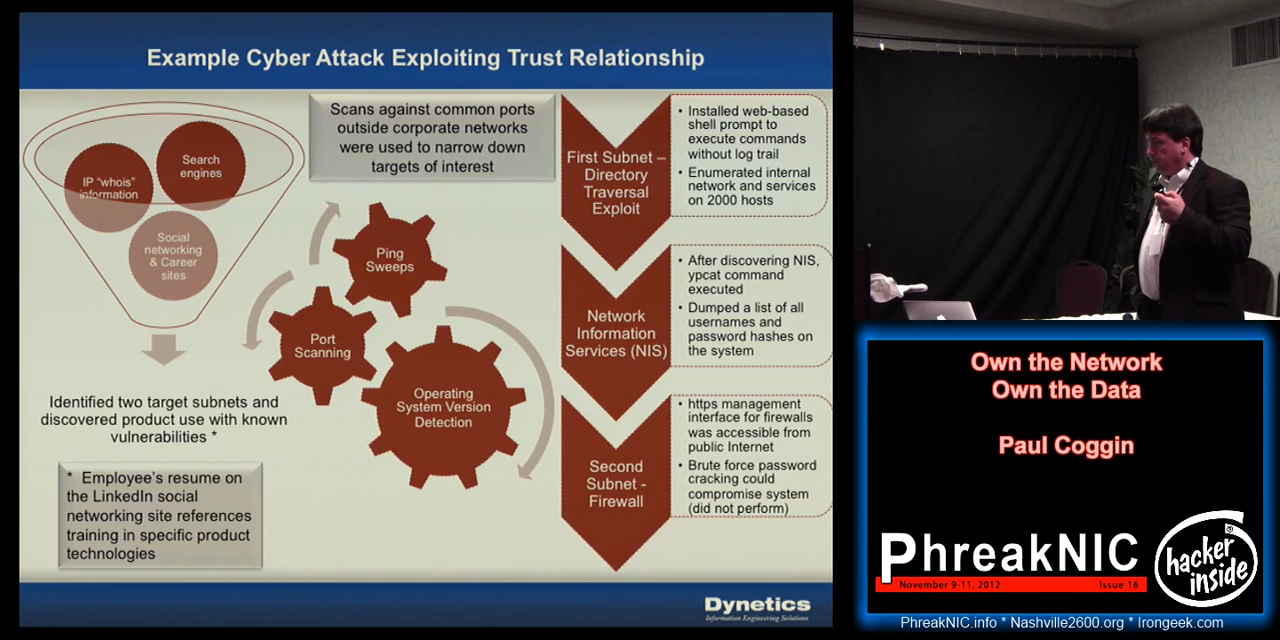 Example Cyber Attack Exploiting Trust Relationship
IP “whois”
information
Search
engines
Social
networking
& Career
sites
Identified two target subnets and
discovered product use with known
vulnerabilities *
* Employee’s resume on
the LinkedIn social
networking site references
training in specific product
technologies
Scans against common ports
outside corporate networks
were used to narrow down
targets of interest
Ping
Sweeps
Port
Scanning
Operating
System Version
Detection
First Subnet –
Directory
Traversal
Exploit
• Installed web-based
shell prompt to
execute commands
without log trail
• Enumerated internal
network and services
on 2000 hosts
Network
Information
Services (NIS)
• After discovering NIS,
ypcat command
executed
• Dumped a list of all
usernames and
password hashes on
the system
Second
Subnet -
Firewall
• https management
interface for firewalls
was accessible from
public Internet
• Brute force password
cracking could
compromise system
(did not perform)
Dynetics
Information Engineering Solutions
Own the Network
Own the Data
Paul Coggin
PhreakNIC
November 9-11, 2012 Issue 16
hacker
inside
PhreakNIC.info * Nashville2600.org * Irongeek.com